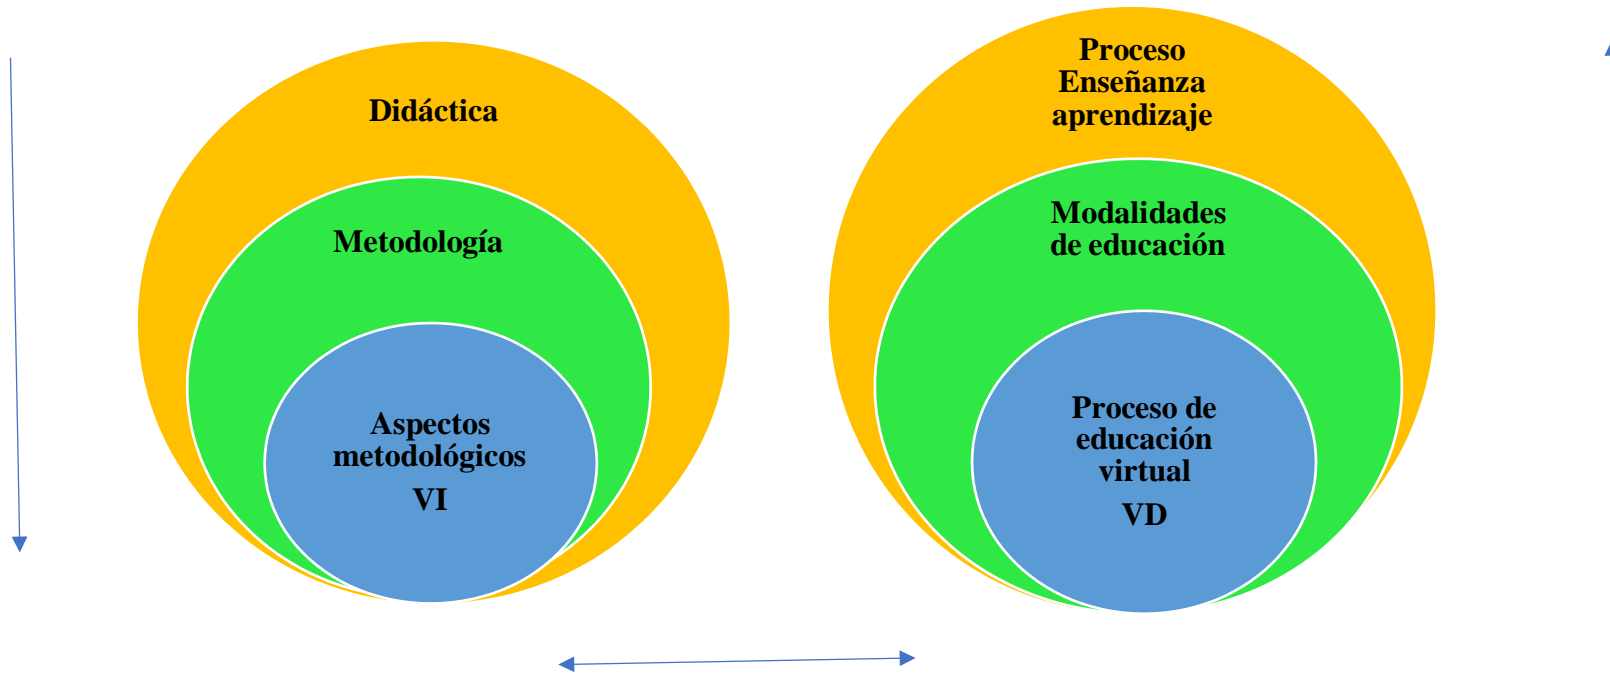 Didáctica
Metodología
Aspectos
metodológicos
VI
Proceso
Enseñanza
aprendizaje
Modalidades
de educación
Proceso de
educación
virtual
VD